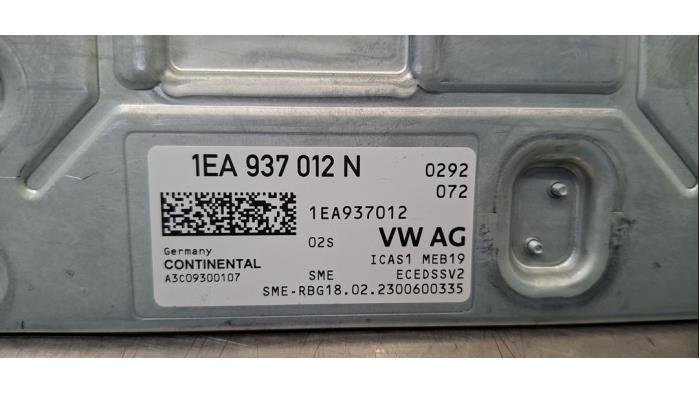 1EA 937 012 N
0292
072
1EA937012
02S
VW AG
Germany
CONTINENTAL
A3C09300107
ICAS1 MEB19
SME ECEDSSV2
SME-RBG18.02.2300600335